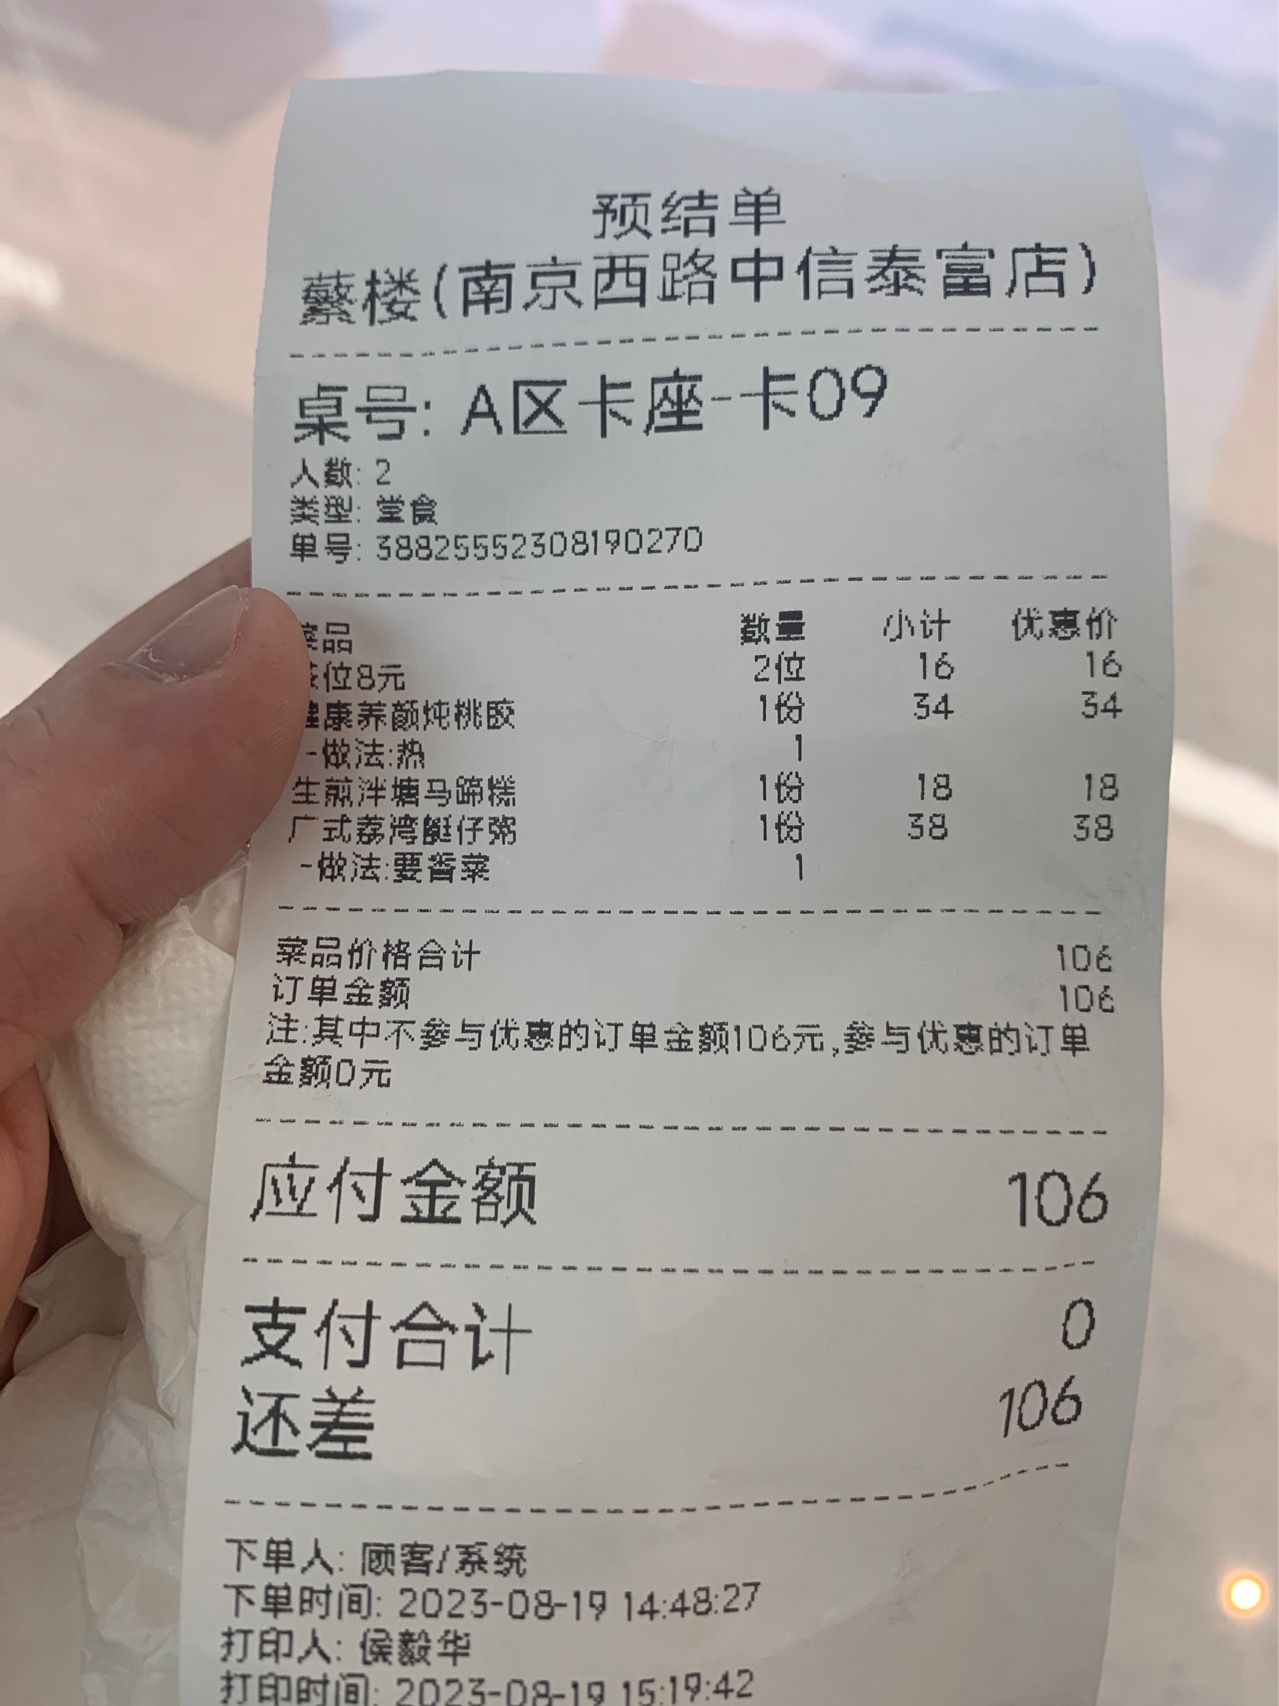 预结单
蘩楼(南京西路中信泰富店)
桌号: A区卡座-卡09
人数: 2
类型: 堂食
单号: 38825552308190270
菜品 数量 小计 优惠价
茶位8元 2位 16 16
健康养颜炖桃胶 1份 34 34
-做法:热 1
生煎泮塘马蹄糕 1份 18 18
广式荔湾艇仔粥 1份 38 38
-做法:要香菜 1
菜品价格合计 106
订单金额 106
注:其中不参与优惠的订单金额106元,参与优惠的订单
金额0元
应付金额 106
支付合计 0
还差 106
下单人: 顾客/系统
下单时间: 2023-08-19 14:48:27
打印人: 侯毅华
打印时间: 2023-08-19 15:19:42